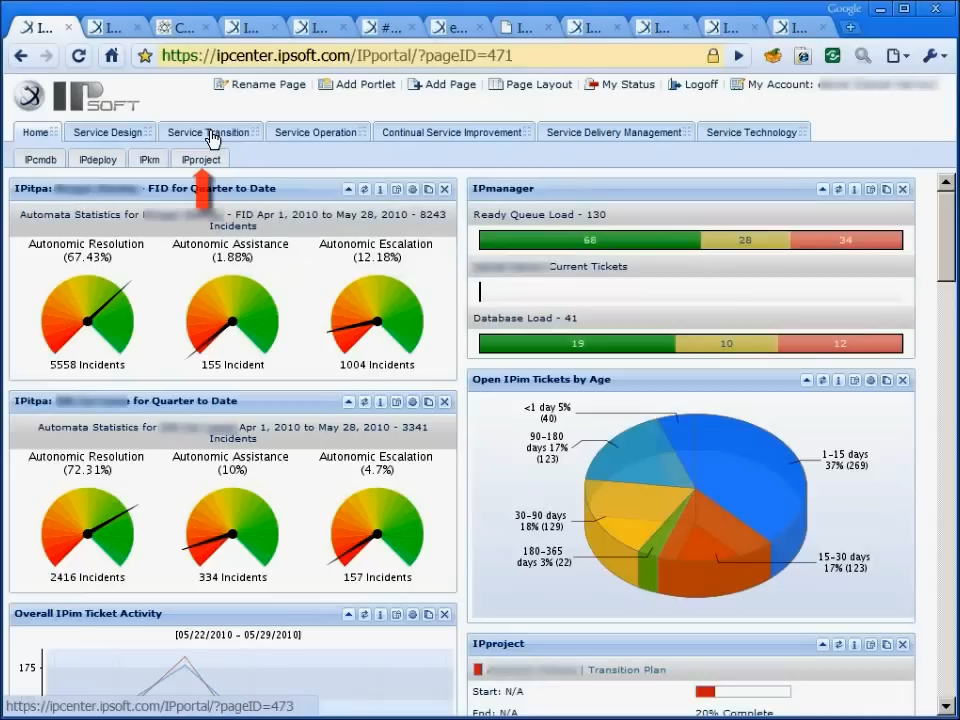 Google
I...
I...
C...
I...
I...
#...
e...
I...
I...
I...
I...
I...
https://ipcenter.ipsoft.com/IPportal/?pageID=471
IPSOFT
Rename Page
Add Portlet
Add Page
Page Layout
My Status
Logoff
My Account:
Home
Service Design
Service Transition
Service Operation
Continual Service Improvement
Service Delivery Management
Service Technology
IPcmdb
IPdeploy
IPkm
IPproject
IPitpa: - FID for Quarter to Date
Automata Statistics for - FID Apr 1, 2010 to May 28, 2010 - 8243
Incidents
Autonomic Resolution
(67.43%)
Autonomic Assistance
(1.88%)
Autonomic Escalation
(12.18%)
5558 Incidents
155 Incident
1004 Incidents
IPitpa: for Quarter to Date
Automata Statistics for Apr 1, 2010 to May 28, 2010 - 3341
Incidents
Autonomic Resolution
(72.31%)
Autonomic Assistance
(10%)
Autonomic Escalation
(4.7%)
2416 Incidents
334 Incidents
157 Incidents
Overall IPim Ticket Activity
[05/22/2010 - 05/29/2010]
175
IPmanager
Ready Queue Load - 130
68
28
34
Current Tickets
Database Load - 41
19
10
12
Open IPim Tickets by Age
<1 day 5%
(40)
90-180
days 17%
(123)
1-15 days
37% (269)
30-90 days
18% (129)
180-365
days 3% (22)
15-30 days
17% (123)
IPproject
| Transition Plan
Start: N/A
End: N/A
20% Complete
https://ipcenter.ipsoft.com/IPportal/?pageID=473